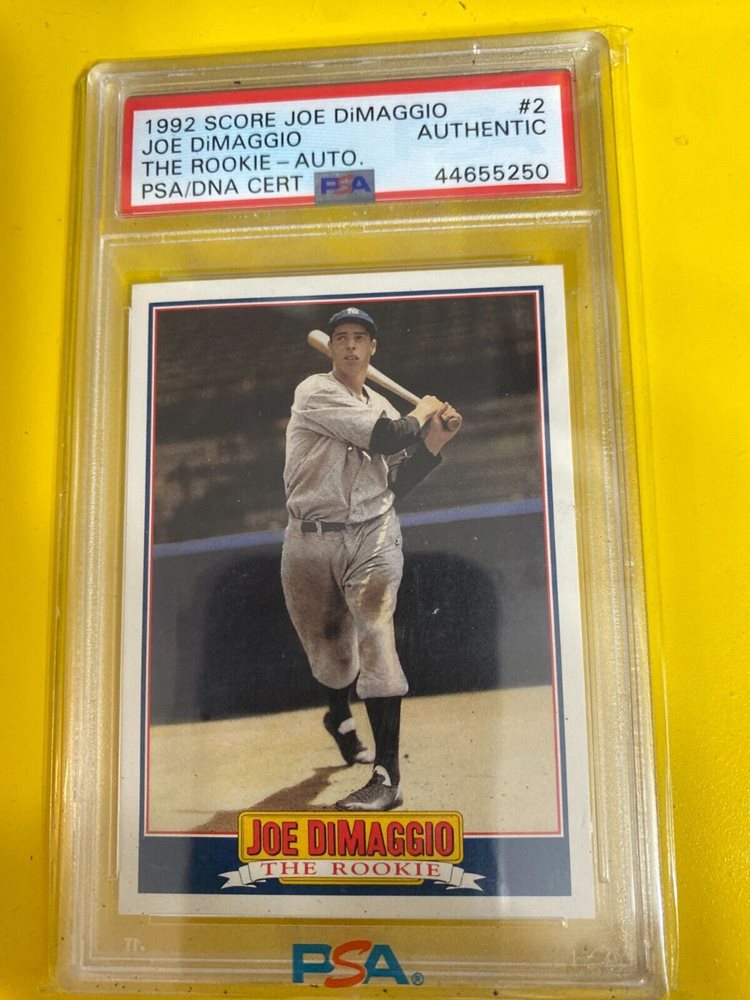 1992 SCORE JOE DiMAGGIO #2
JOE DiMAGGIO AUTHENTIC
THE ROOKIE – AUTO.
PSA/DNA CERT PSA 44655250
NY
JOE DIMAGGIO
THE ROOKIE
PSA®